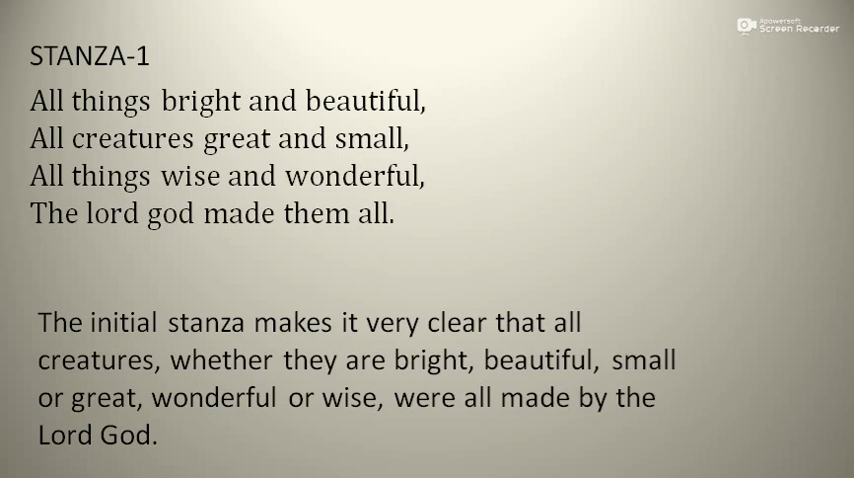 Apowersoft
Screen Recorder
STANZA-1
All things bright and beautiful,
All creatures great and small,
All things wise and wonderful,
The lord god made them all.
The initial stanza makes it very clear that all
creatures, whether they are bright, beautiful, small
or great, wonderful or wise, were all made by the
Lord God.